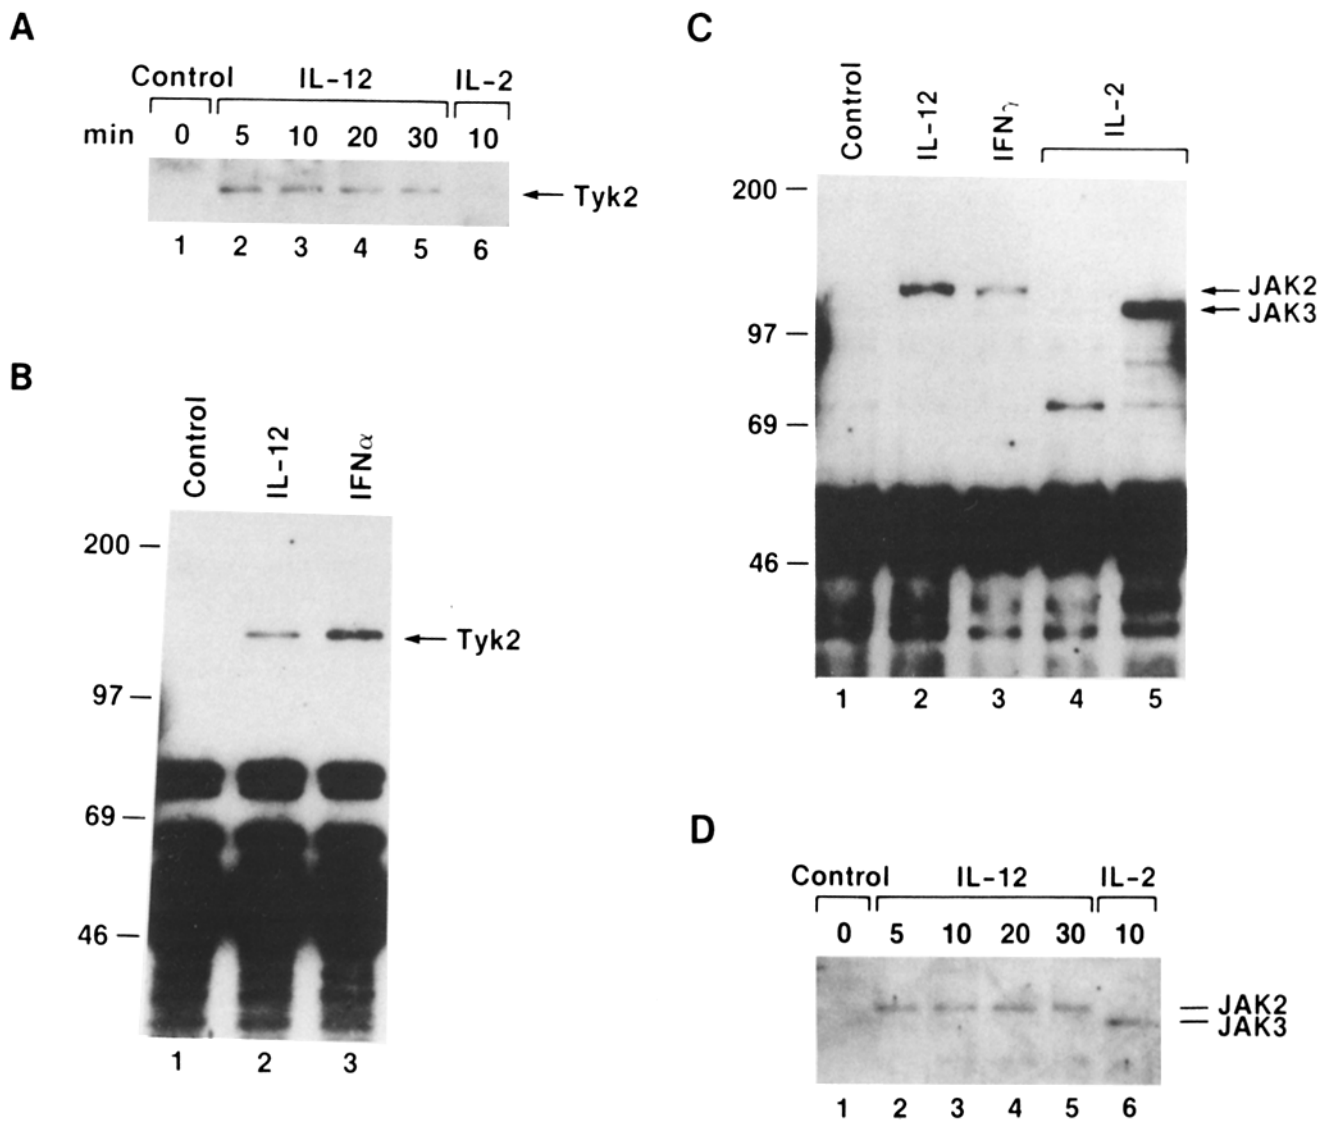 A
Control IL-12 IL-2
min 0 5 10 20 30 10
Tyk2
1 2 3 4 5 6
B
Control IL-12 IFNα
200
Tyk2
97
69
46
1 2 3
C
Control IL-12 IFNγ IL-2
200
JAK2
JAK3
97
69
46
1 2 3 4 5
D
Control IL-12 IL-2
0 5 10 20 30 10
JAK2
JAK3
1 2 3 4 5 6